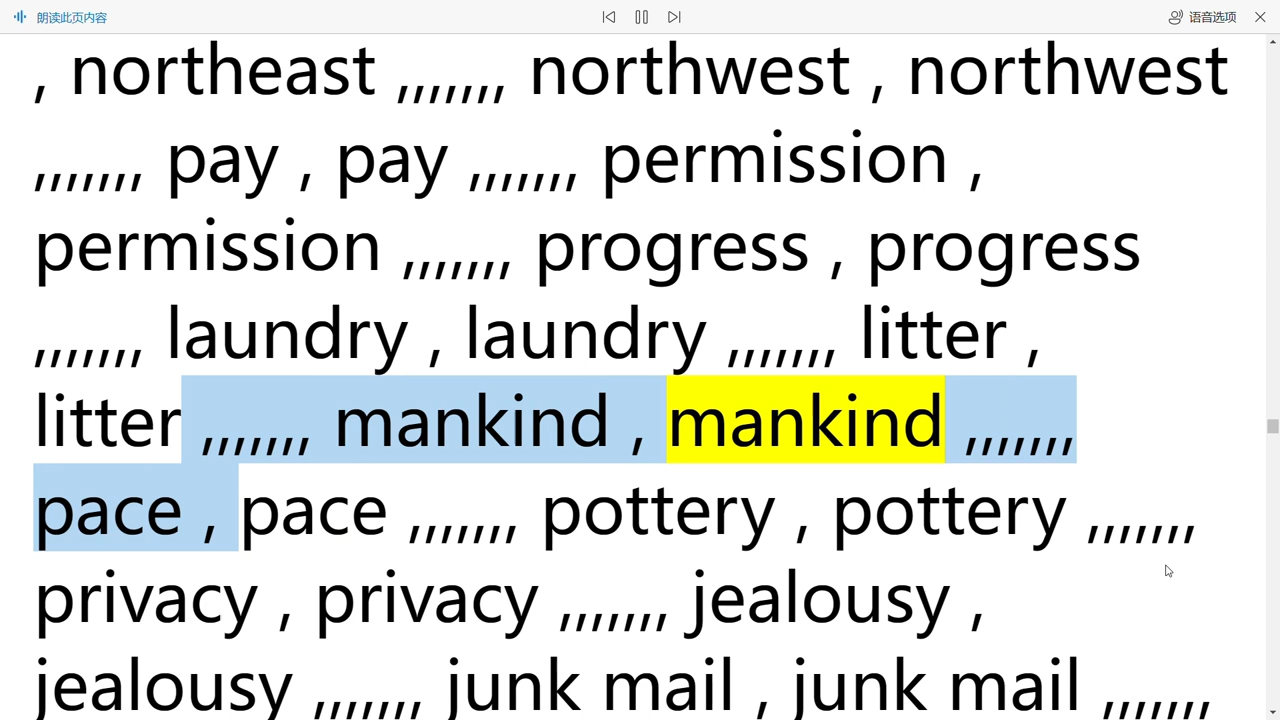 朗读此页内容
语音选项
, northeast ,,,,,,, northwest , northwest
,,,,,,, pay , pay ,,,,,,, permission ,
permission ,,,,,,, progress , progress
,,,,,,, laundry , laundry ,,,,,,, litter ,
litter ,,,,,,, mankind , mankind ,,,,,,,
pace , pace ,,,,,,, pottery , pottery ,,,,,,,
privacy , privacy ,,,,,,, jealousy ,
jealousy ,,,,,,, junk mail , junk mail ,,,,,,,